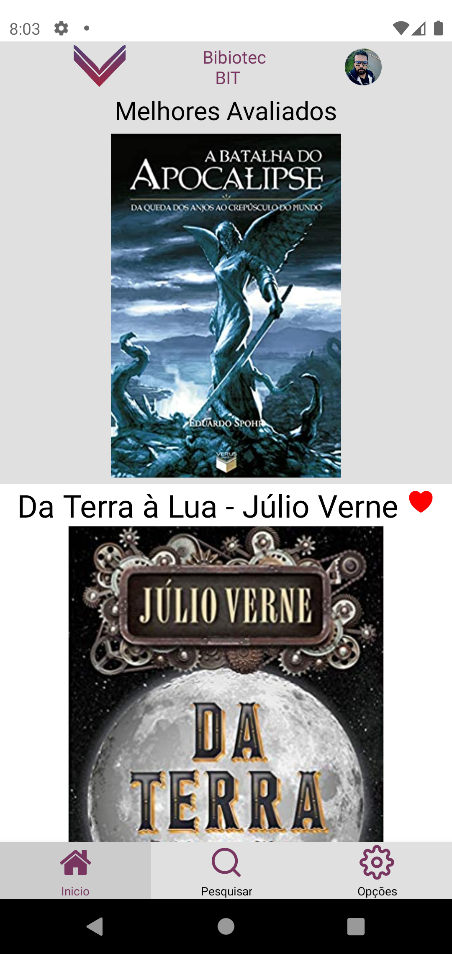 8:03
Bibiotec
BIT
Melhores Avaliados
A BATALHA DO
APOCALIPSE
DA QUEDA DOS ANJOS AO CREPÚSCULO DO MUNDO
EDUARDO SPOHR
VERUS
Da Terra à Lua - Júlio Verne
JÚLIO VERNE
DA
TERRA
Inicio
Pesquisar
Opções